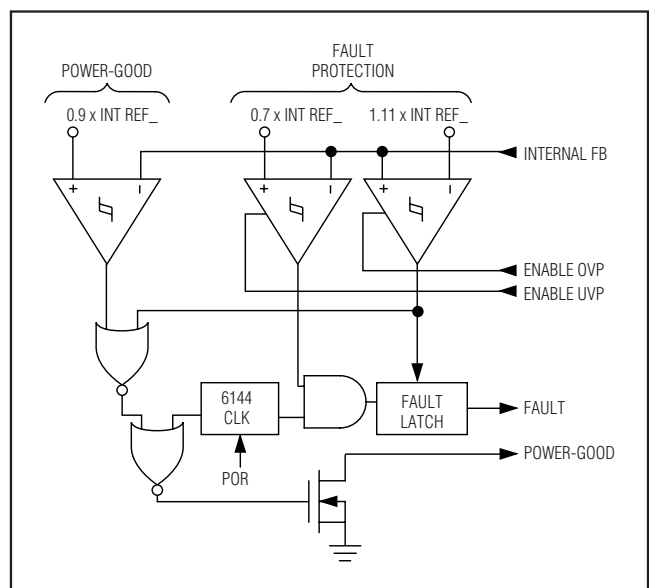 POWER-GOOD
FAULT
PROTECTION
0.9 x INT REF_
0.7 x INT REF_
1.11 x INT REF_
INTERNAL FB
+
−
+
−
+
−
ENABLE OVP
ENABLE UVP
6144
CLK
FAULT
LATCH
FAULT
POWER-GOOD
POR